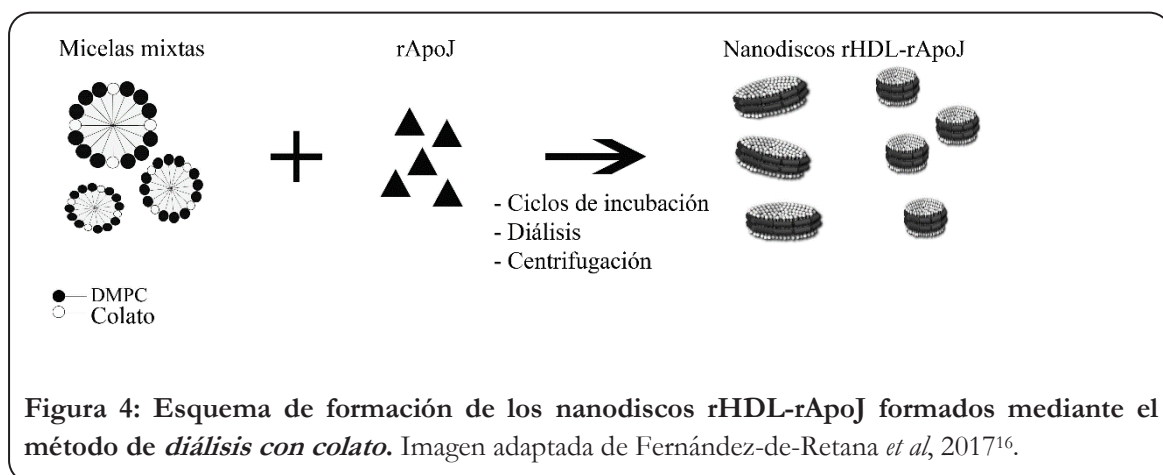 Micelas mixtas
rApoJ
Nanodiscos rHDL-rApoJ
- Ciclos de incubación
- Diálisis
- Centrifugación
DMPC
Colato
Figura 4: Esquema de formación de los nanodiscos rHDL-rApoJ formados mediante el
método de diálisis con colato. Imagen adaptada de Fernández-de-Retana et al, 2017¹⁶.